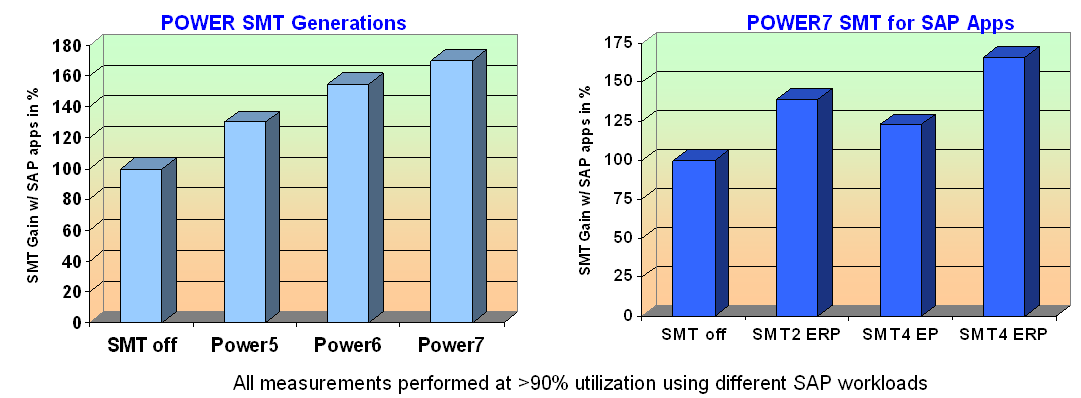 POWER SMT Generations
SMT Gain w/ SAP apps in %
180
160
140
120
100
80
60
40
20
0
SMT off Power5 Power6 Power7
POWER7 SMT for SAP Apps
SMT Gain w/ SAP apps in %
175
150
125
100
75
50
25
0
SMT off SMT2 ERP SMT4 EP SMT4 ERP
All measurements performed at >90% utilization using different SAP workloads